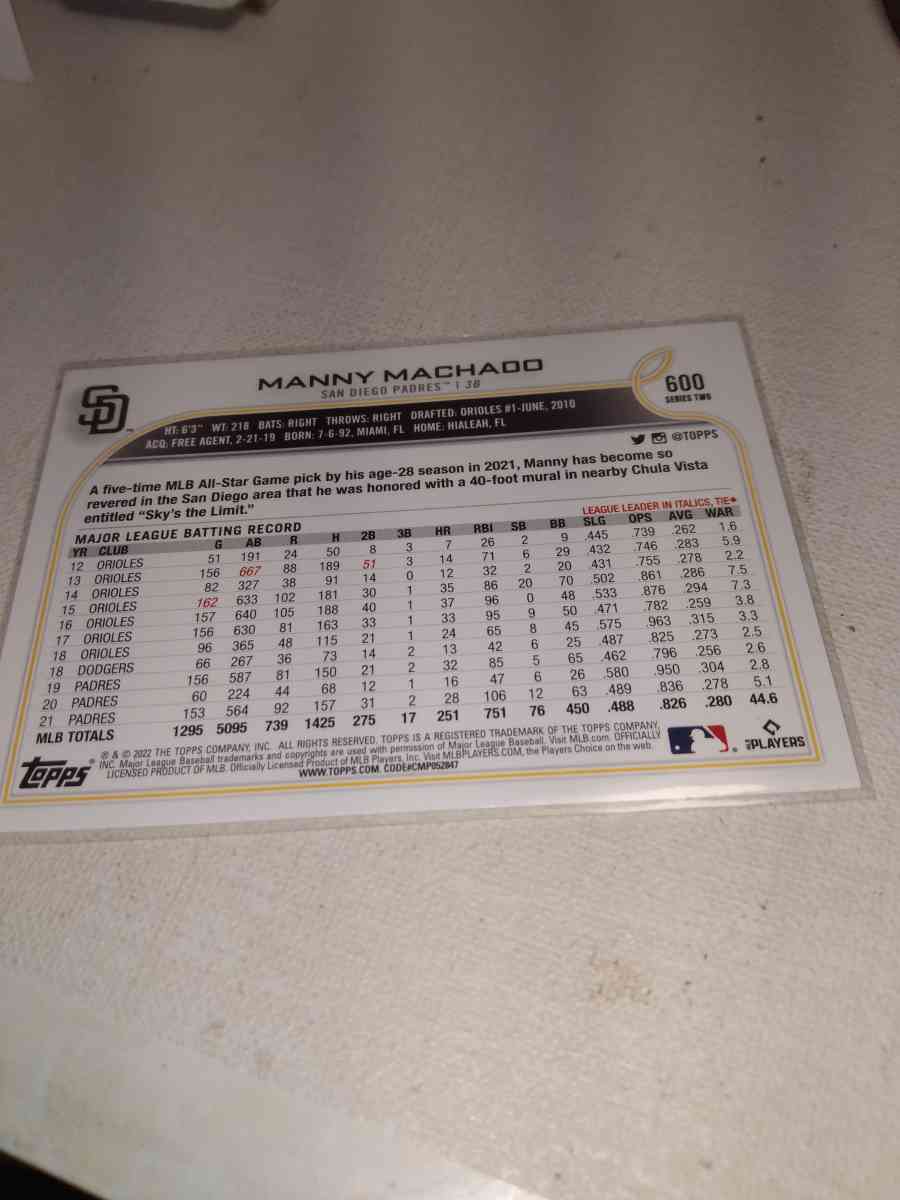 SD™
MANNY MACHADO
SAN DIEGO PADRES™ | 3B
600
SERIES TWO
HT: 6'3" WT: 218 BATS: RIGHT THROWS: RIGHT DRAFTED: ORIOLES #1-JUNE, 2010
ACQ: FREE AGENT, 2-21-19 BORN: 7-6-92, MIAMI, FL HOME: HIALEAH, FL
@TOPPS
A five-time MLB All-Star Game pick by his age-28 season in 2021, Manny has become so
revered in the San Diego area that he was honored with a 40-foot mural in nearby Chula Vista
entitled "Sky's the Limit."
MAJOR LEAGUE BATTING RECORD LEAGUE LEADER IN ITALICS, TIE♦
YR CLUB G AB R H 2B 3B HR RBI SB BB SLG OPS AVG WAR
12 ORIOLES 51 191 24 50 8 3 7 26 2 9 .445 .739 .262 1.6
13 ORIOLES 156 667 88 189 51 3 14 71 6 29 .432 .746 .283 5.9
14 ORIOLES 82 327 38 91 14 0 12 32 2 20 .431 .755 .278 2.2
15 ORIOLES 162 633 102 181 30 1 35 86 20 70 .502 .861 .286 7.5
16 ORIOLES 157 640 105 188 40 1 37 96 0 48 .533 .876 .294 7.3
17 ORIOLES 156 630 81 163 33 1 33 95 9 50 .471 .782 .259 3.8
18 ORIOLES 96 365 48 115 21 1 24 65 8 45 .575 .963 .315 3.3
18 DODGERS 66 267 36 73 14 2 13 42 6 25 .487 .825 .273 2.5
19 PADRES 156 587 81 150 21 2 32 85 5 65 .462 .796 .256 2.6
20 PADRES 60 224 44 68 12 1 16 47 6 26 .580 .950 .304 2.8
21 PADRES 153 564 92 157 31 2 28 106 12 63 .489 .836 .278 5.1
MLB TOTALS 1295 5095 739 1425 275 17 251 751 76 450 .488 .826 .280 44.6
topps®
® & © 2022 THE TOPPS COMPANY, INC. ALL RIGHTS RESERVED. TOPPS IS A REGISTERED TRADEMARK OF THE TOPPS COMPANY,
INC. Major League Baseball trademarks and copyrights are used with permission of Major League Baseball. Visit MLB.com. OFFICIALLY
LICENSED PRODUCT OF MLB. Officially Licensed Product of MLB Players, Inc. Visit MLBPLAYERS.COM, the Players Choice on the web.
WWW.TOPPS.COM. CODE#CMP052847
MLB PLAYERS